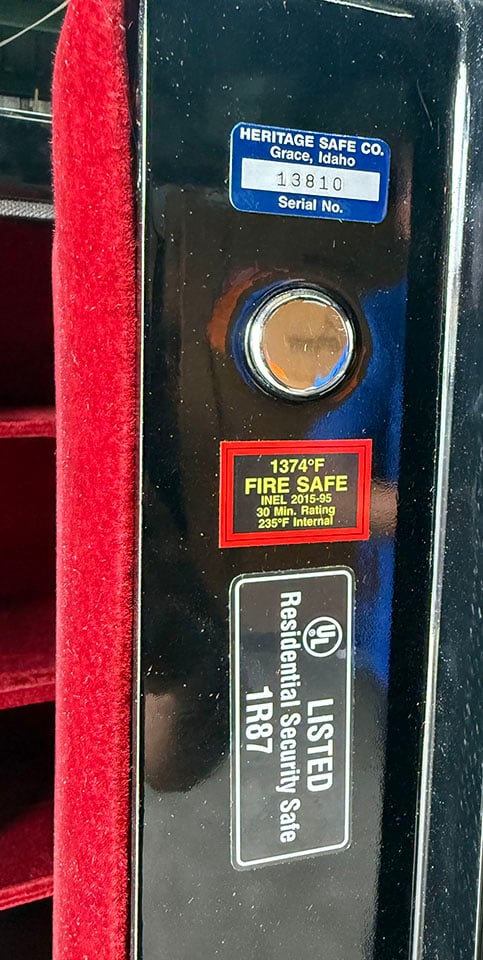 HERITAGE SAFE CO.
Grace, Idaho
13810
Serial No.
1374°F
FIRE SAFE
INEL 2015-95
30 Min. Rating
235°F Internal
UL LISTED
Residential Security Safe
1R87